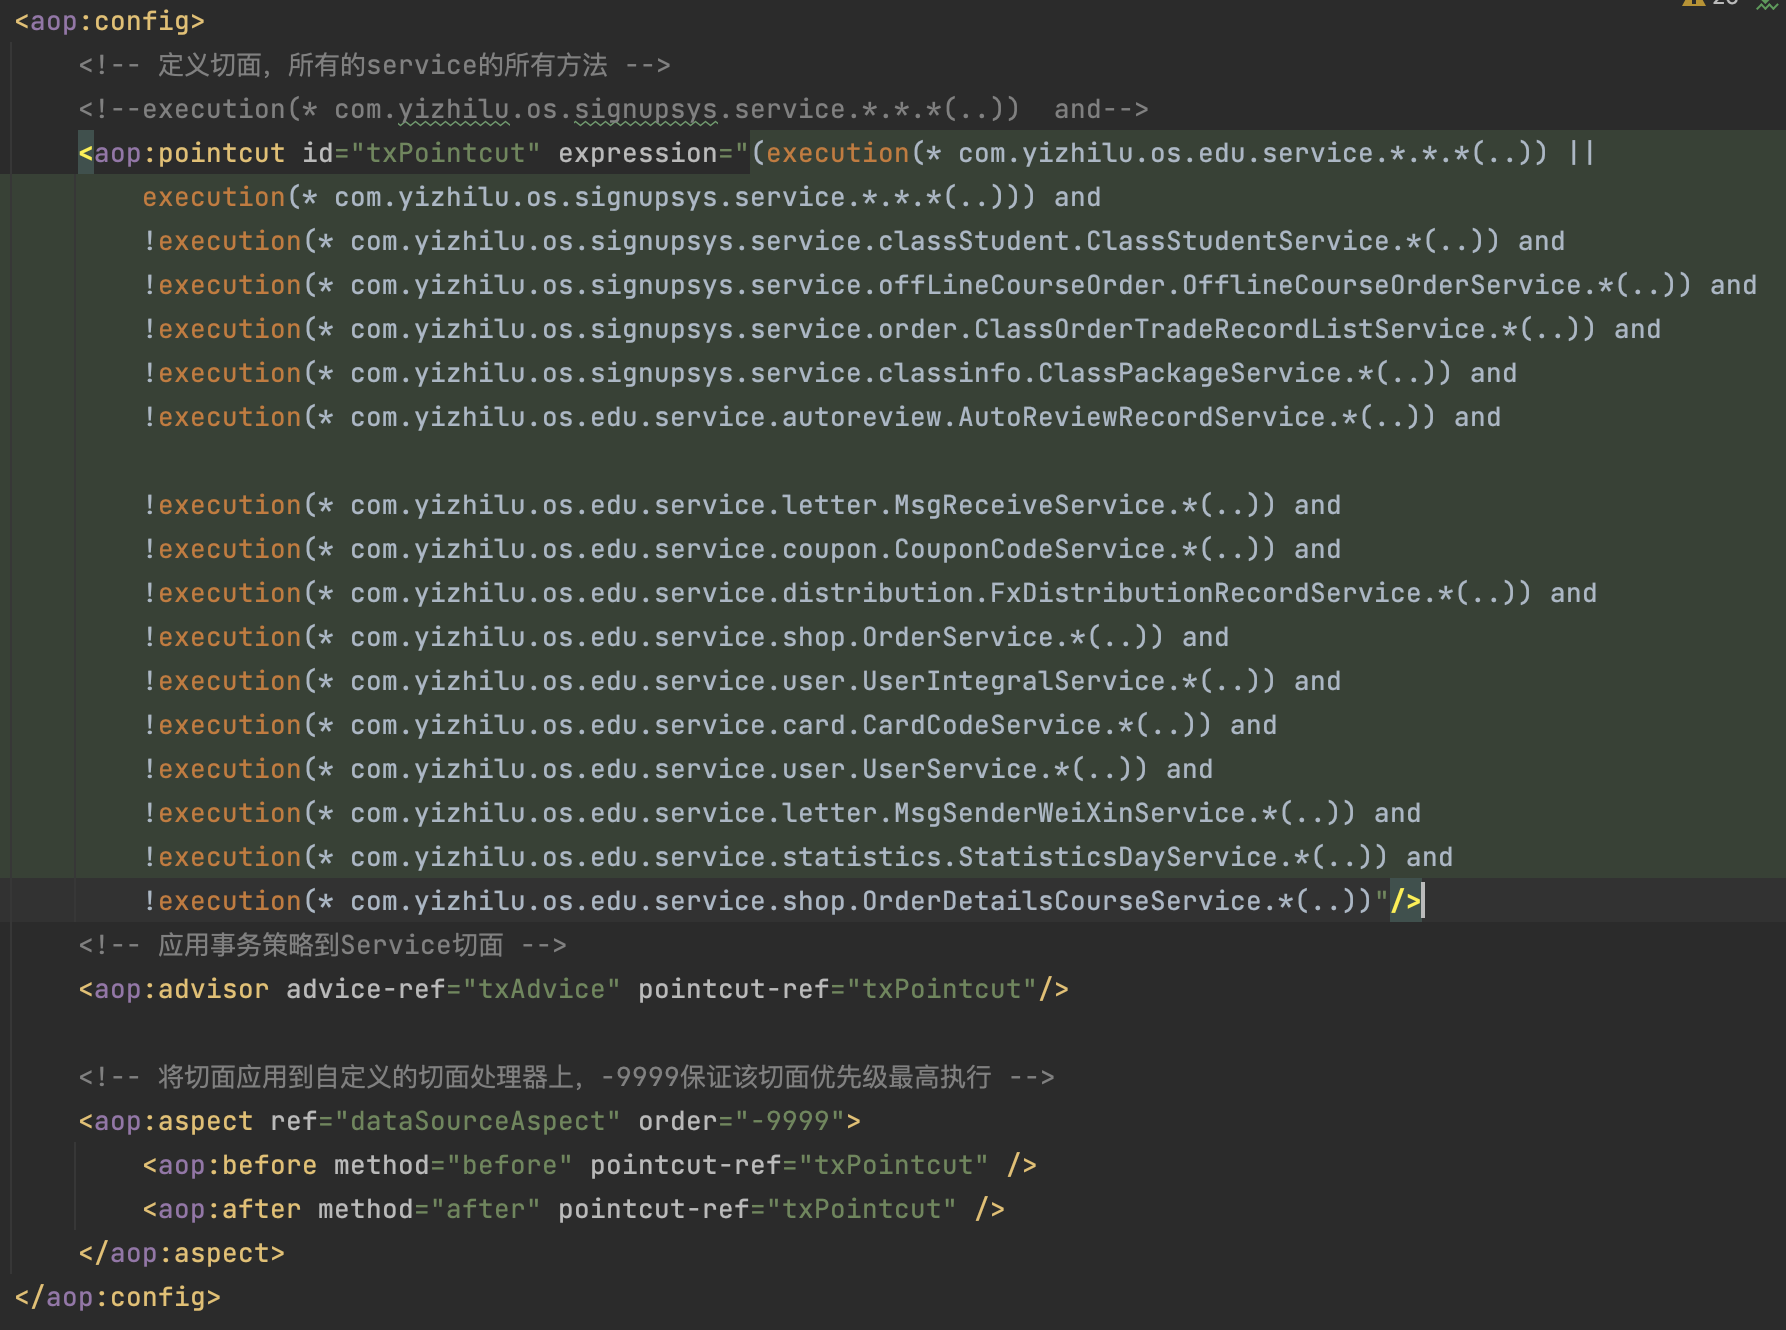 <aop:config>
<!-- 定义切面，所有的service的所有方法 -->
<!--execution(* com.yizhilu.os.signupsys.service.*.*.*(..))  and-->
<aop:pointcut id="txPointcut" expression="(execution(* com.yizhilu.os.edu.service.*.*.*(..)) ||
execution(* com.yizhilu.os.signupsys.service.*.*.*(..))) and
!execution(* com.yizhilu.os.signupsys.service.classStudent.ClassStudentService.*(..)) and
!execution(* com.yizhilu.os.signupsys.service.offLineCourseOrder.OfflineCourseOrderService.*(..)) and
!execution(* com.yizhilu.os.signupsys.service.order.ClassOrderTradeRecordListService.*(..)) and
!execution(* com.yizhilu.os.signupsys.service.classinfo.ClassPackageService.*(..)) and
!execution(* com.yizhilu.os.edu.service.autoreview.AutoReviewRecordService.*(..)) and
!execution(* com.yizhilu.os.edu.service.letter.MsgReceiveService.*(..)) and
!execution(* com.yizhilu.os.edu.service.coupon.CouponCodeService.*(..)) and
!execution(* com.yizhilu.os.edu.service.distribution.FxDistributionRecordService.*(..)) and
!execution(* com.yizhilu.os.edu.service.shop.OrderService.*(..)) and
!execution(* com.yizhilu.os.edu.service.user.UserIntegralService.*(..)) and
!execution(* com.yizhilu.os.edu.service.card.CardCodeService.*(..)) and
!execution(* com.yizhilu.os.edu.service.user.UserService.*(..)) and
!execution(* com.yizhilu.os.edu.service.letter.MsgSenderWeiXinService.*(..)) and
!execution(* com.yizhilu.os.edu.service.statistics.StatisticsDayService.*(..)) and
!execution(* com.yizhilu.os.edu.service.shop.OrderDetailsCourseService.*(..))"/>
<!-- 应用事务策略到Service切面 -->
<aop:advisor advice-ref="txAdvice" pointcut-ref="txPointcut"/>
<!-- 将切面应用到自定义的切面处理器上，-9999保证该切面优先级最高执行 -->
<aop:aspect ref="dataSourceAspect" order="-9999">
<aop:before method="before" pointcut-ref="txPointcut" />
<aop:after method="after" pointcut-ref="txPointcut" />
</aop:aspect>
</aop:config>